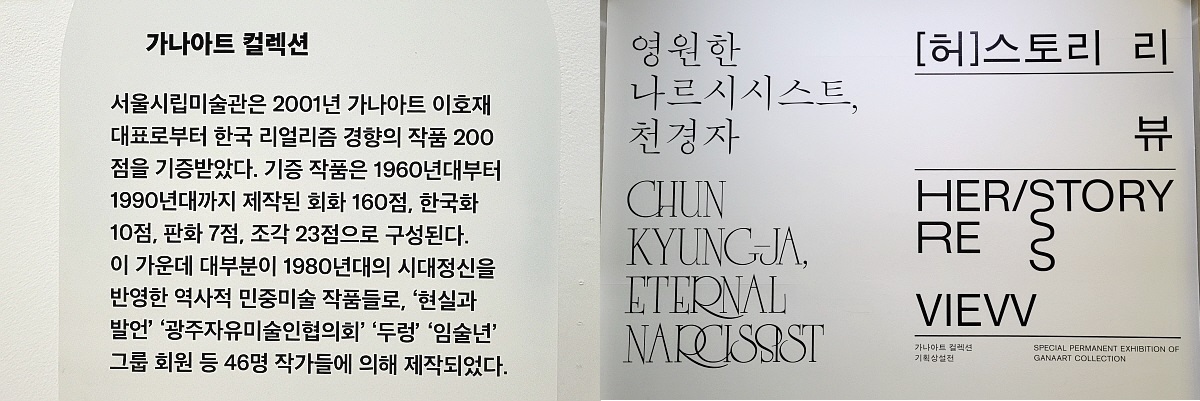 가나아트 컬렉션
서울시립미술관은 2001년 가나아트 이호재
대표로부터 한국 리얼리즘 경향의 작품 200
점을 기증받았다. 기증 작품은 1960년대부터
1990년대까지 제작된 회화 160점, 한국화
10점, 판화 7점, 조각 23점으로 구성된다.
이 가운데 대부분이 1980년대의 시대정신을
반영한 역사적 민중미술 작품들로, ‘현실과
발언’ ‘광주자유미술인협의회’ ‘두렁’ ‘임술년’
그룹 회원 등 46명 작가들에 의해 제작되었다.
영원한
나르시시스트,
천경자
CHUN
KYUNG-JA,
ETERNAL
NARCISSIST
[허]스토리 리
뷰
HER/STORY
RE
VIEW
가나아트 컬렉션
기획상설전
SPECIAL PERMANENT EXHIBITION OF
GANAART COLLECTION